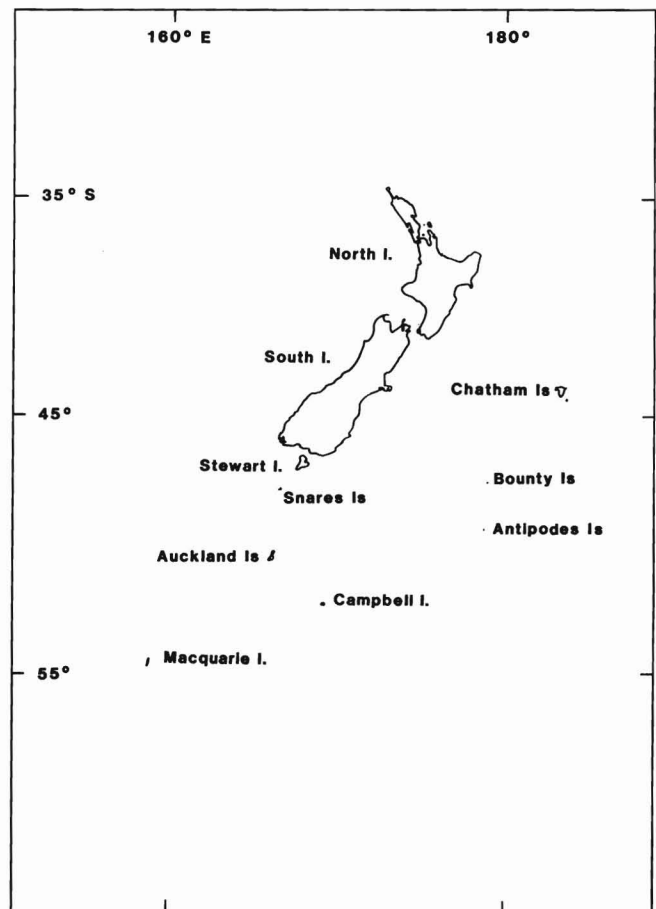 160° E
180°
35° S
North I.
South I.
Chatham Is
45°
Stewart I.
Snares Is
Bounty Is
Antipodes Is
Auckland Is
Campbell I.
Macquarie I.
55°